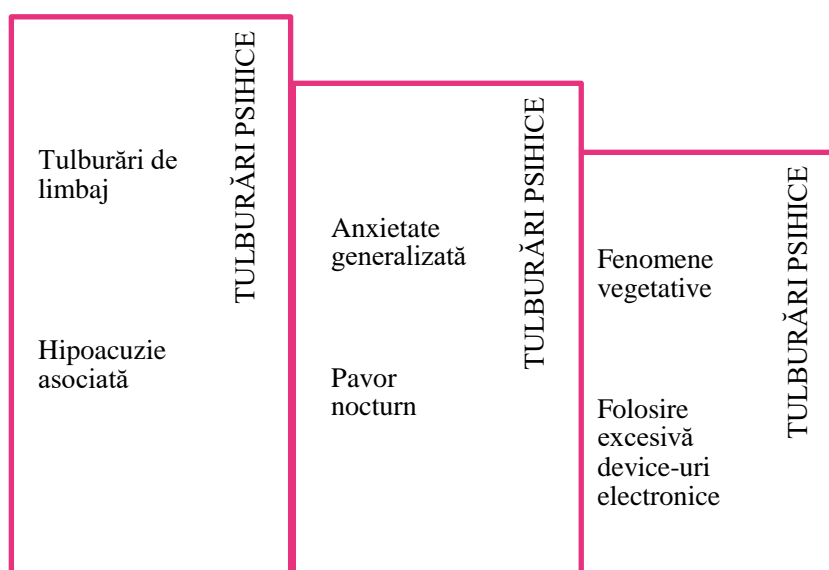 TULBURĂRI PSIHICE
Tulburări de
limbaj
Hipoacuzie
asociată
TULBURĂRI PSIHICE
Anxietate
generalizată
Pavor
nocturn
TULBURĂRI PSIHICE
Fenomene
vegetative
Folosire
excesivă
device-uri
electronice